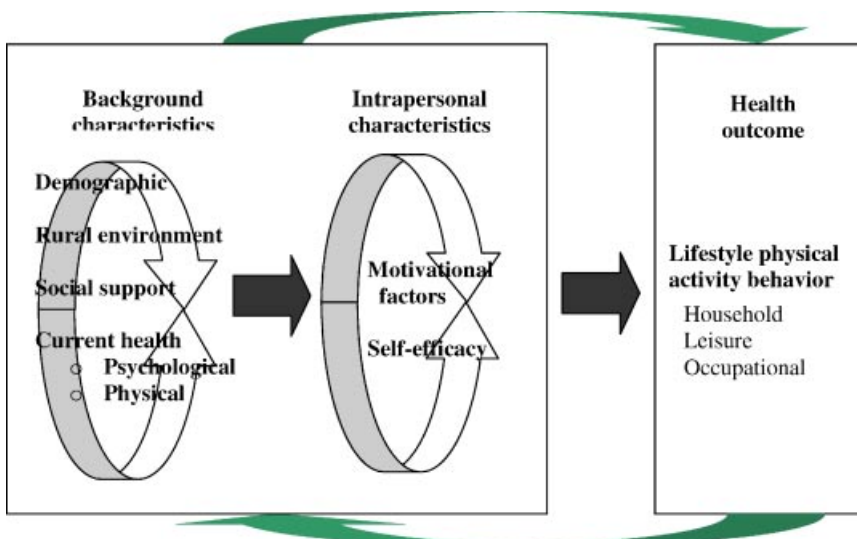 Background
characteristics
Demographic
Rural environment
Social support
Current health
○ Psychological
○ Physical
Intrapersonal
characteristics
Motivational
factors
Self-efficacy
Health
outcome
Lifestyle physical
activity behavior
Household
Leisure
Occupational